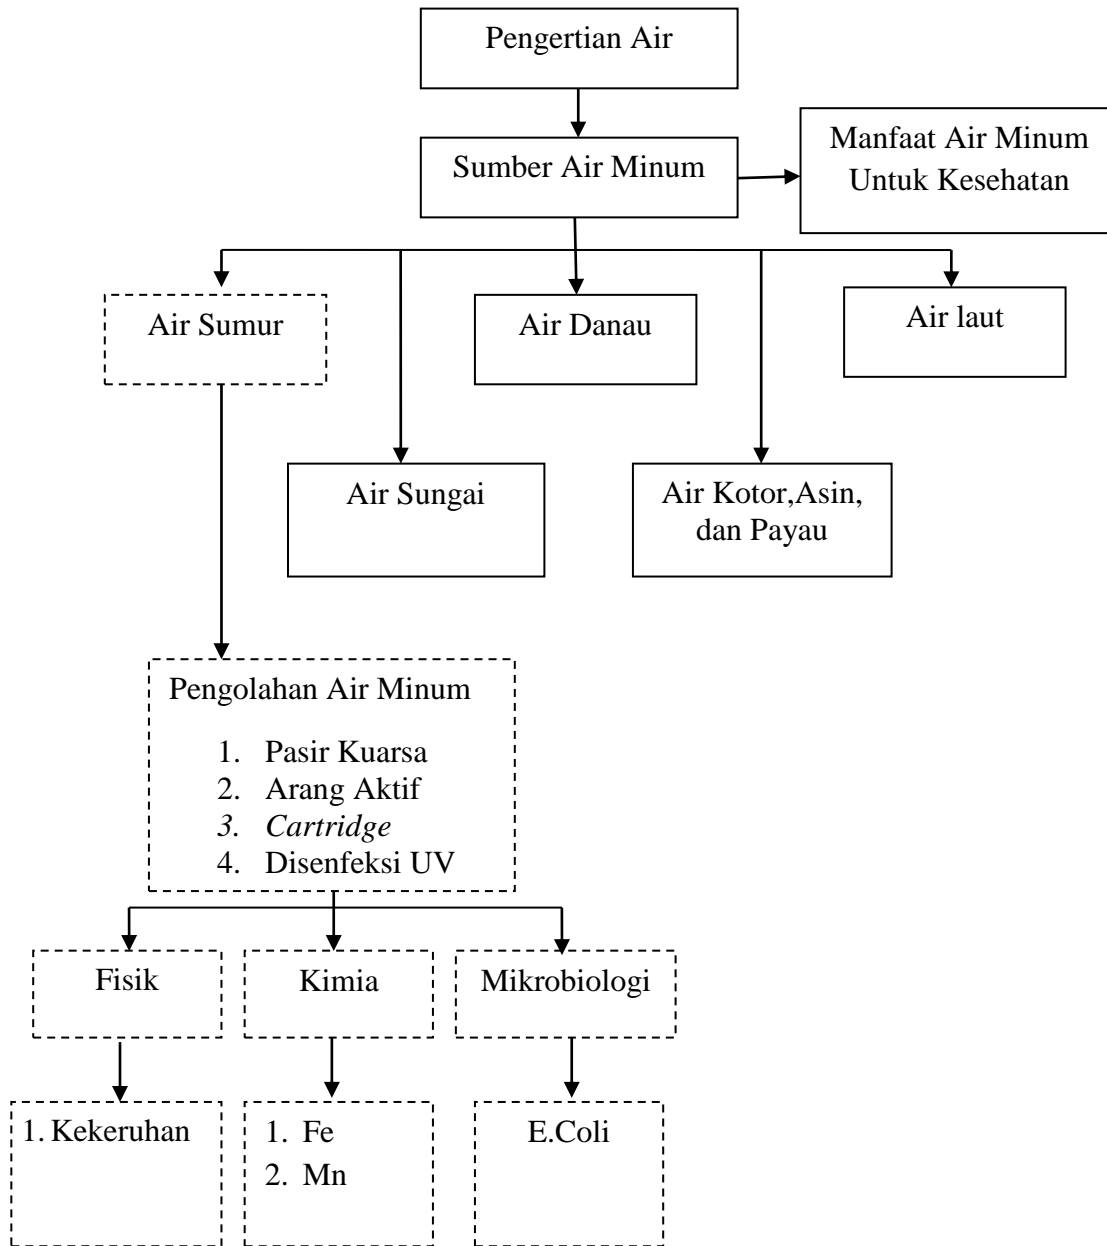 Pengertian Air
Sumber Air Minum
Manfaat Air Minum
Untuk Kesehatan
Air Sumur
Air Danau
Air laut
Air Sungai
Air Kotor,Asin,
dan Payau
Pengolahan Air Minum
1. Pasir Kuarsa
2. Arang Aktif
3. Cartridge
4. Disenfeksi UV
Fisik
Kimia
Mikrobiologi
1. Kekeruhan
1. Fe
2. Mn
E.Coli